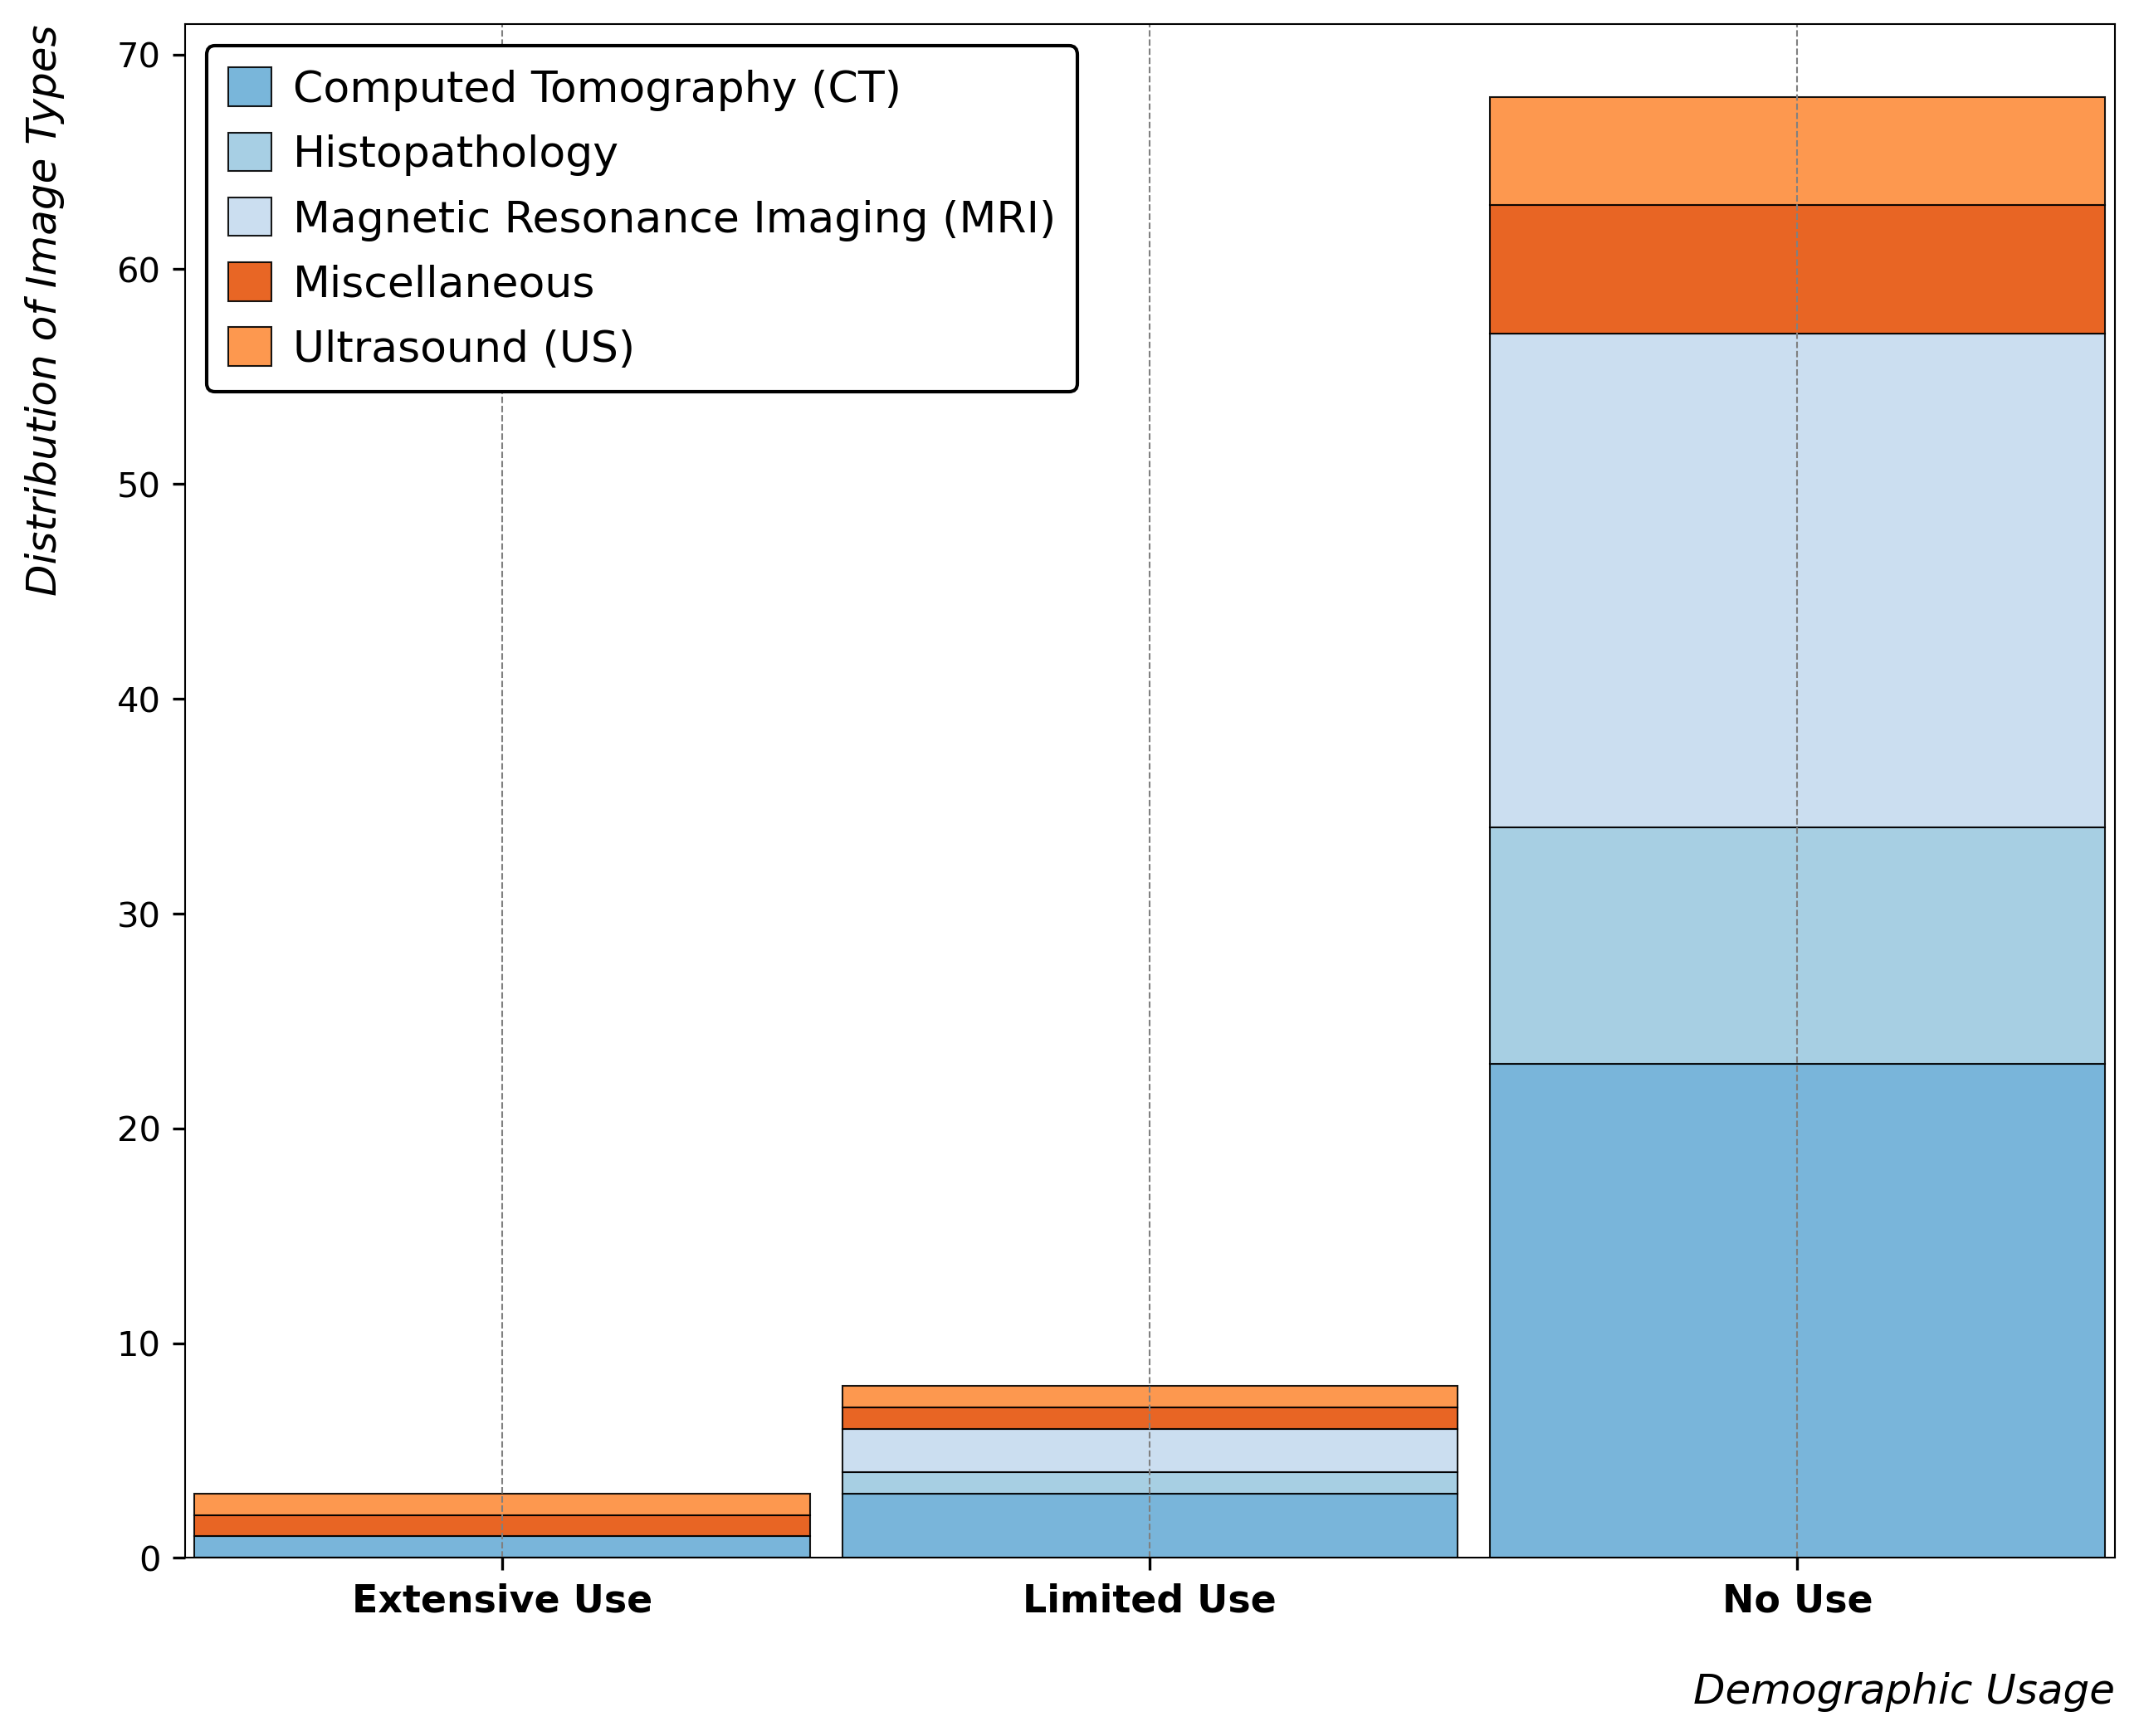 Distribution of Image Types
70
60
50
40
30
20
10
0
Computed Tomography (CT)
Histopathology
Magnetic Resonance Imaging (MRI)
Miscellaneous
Ultrasound (US)
Extensive Use
Limited Use
No Use
Demographic Usage